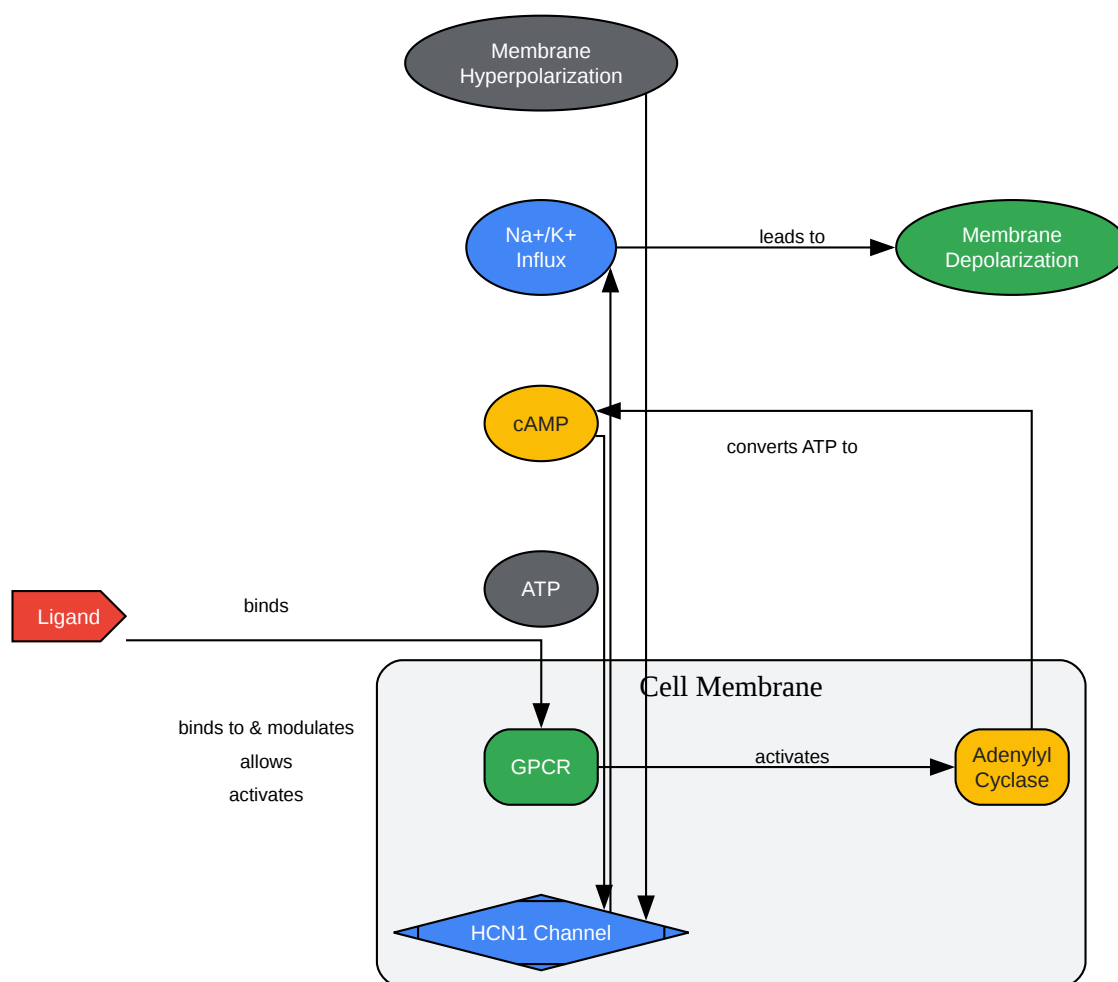 Membrane
Hyperpolarization
Na+/K+
Influx
leads to
Membrane
Depolarization
cAMP
converts ATP to
ATP
Ligand
binds
Cell Membrane
binds to & modulates
allows
activates
GPCR
activates
Adenylyl
Cyclase
HCN1 Channel